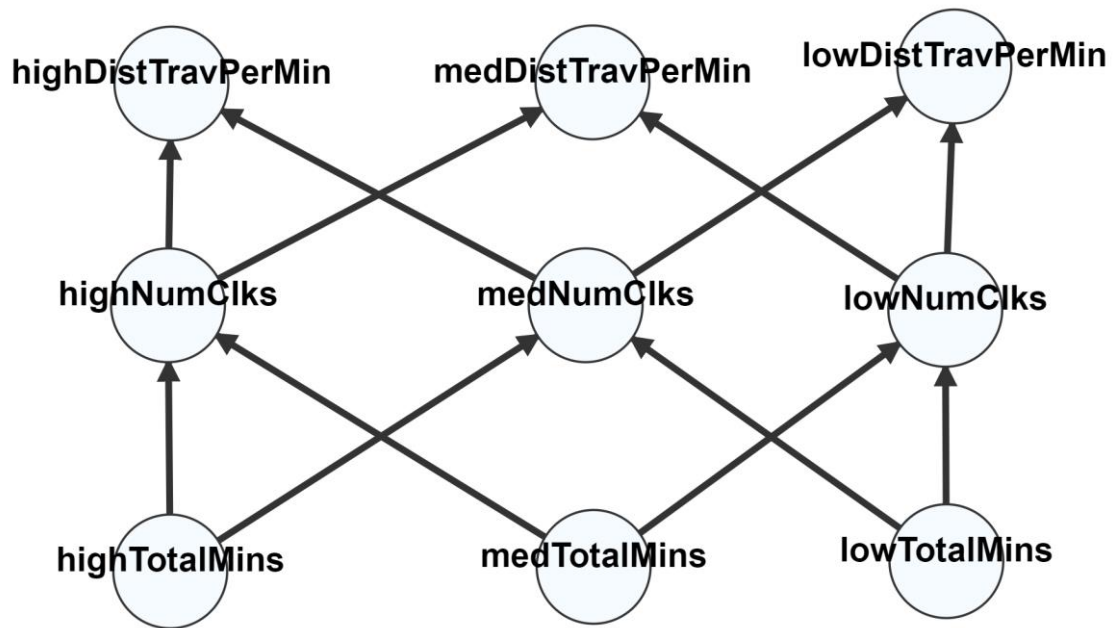 highDistTravPerMin
medDistTravPerMin
lowDistTravPerMin
highNumClks
medNumClks
lowNumClks
highTotalMins
medTotalMins
lowTotalMins